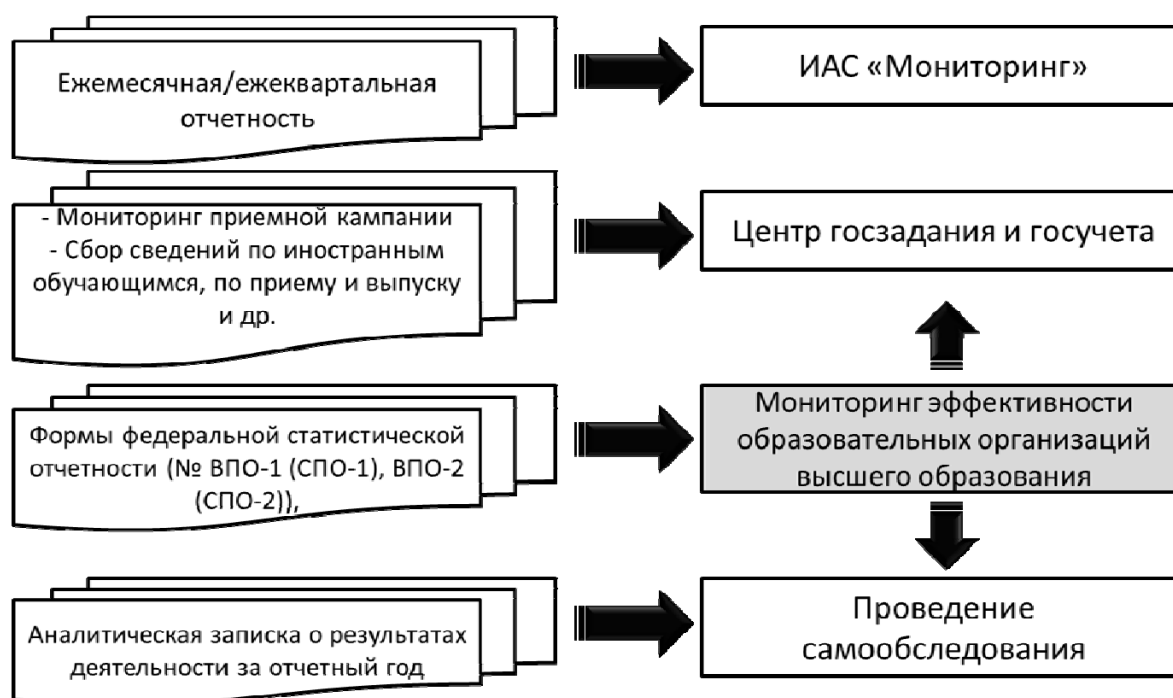 Ежемесячная/ежеквартальная
отчетность
ИАС «Мониторинг»
- Мониторинг приемной кампании
- Сбор сведений по иностранным
обучающимся, по приему и выпуску
и др.
Центр госзадания и госучета
Формы федеральной статистической
отчетности (№ ВПО-1 (СПО-1), ВПО-2
(СПО-2)),
Мониторинг эффективности
образовательных организаций
высшего образования
Аналитическая записка о результатах
деятельности за отчетный год
Проведение
самообследования